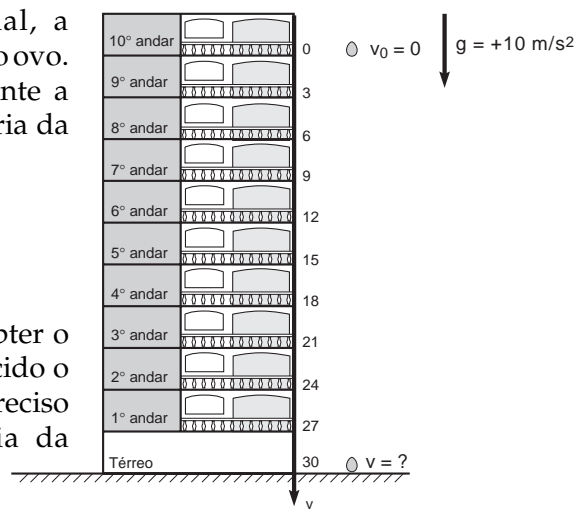 al, a
o ovo.
nte a
ria da
oter o
cido o
reciso
ia da
10° andar
0
v₀ = 0
g = +10 m/s²
9° andar
3
8° andar
6
7° andar
9
6° andar
12
5° andar
15
4° andar
18
3° andar
21
2° andar
24
1° andar
27
Térreo
30
v = ?
v